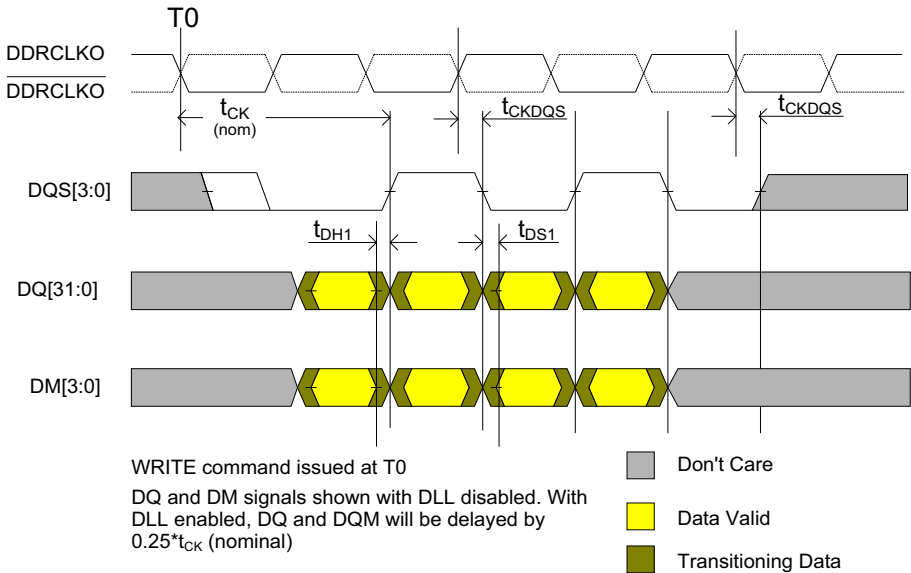 T0
DDRCLKO
DDRCLKO
tCK
(nom)
tCKDQS
tCKDQS
DQS[3:0]
tDH1
tDS1
DQ[31:0]
DM[3:0]
WRITE command issued at T0
DQ and DM signals shown with DLL disabled. With
DLL enabled, DQ and DQM will be delayed by
0.25*tCK (nominal)
Don't Care
Data Valid
Transitioning Data